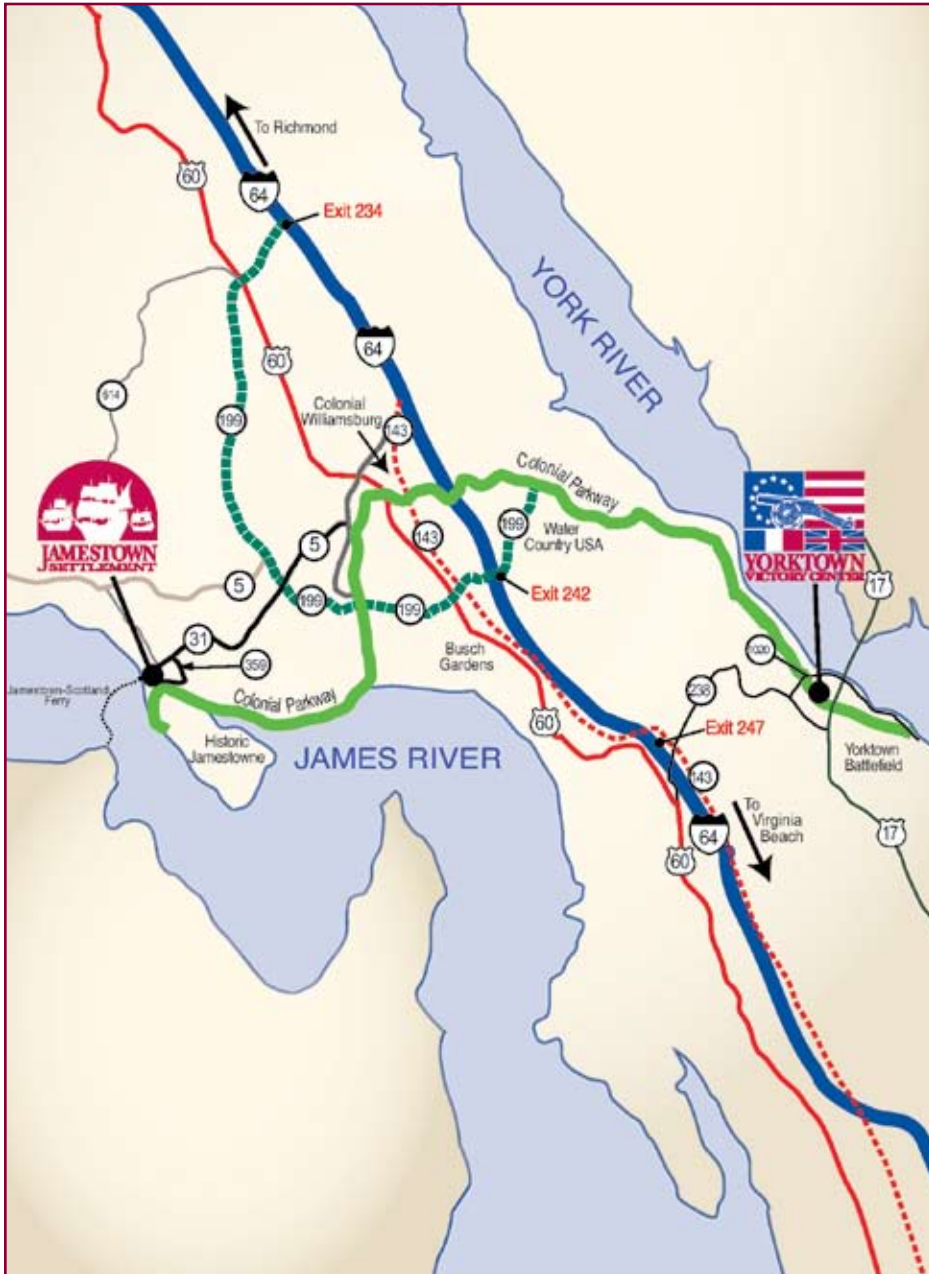 To Richmond
60
64
Exit 234
YORK RIVER
64
60
614
Colonial
Williamsburg
143
199
Colonial Parkway
JAMESTOWN
SETTLEMENT
YORKTOWN
VICTORY CENTER
5
143
199
Water
Country USA
17
5
Exit 242
199
199
31
359
Busch
Gardens
1020
238
Jamestown-Scotland
Ferry
Colonial Parkway
60
Exit 247
Historic
Jamestowne
JAMES RIVER
Yorktown
Battlefield
143
To
Virginia
Beach
64
17
60